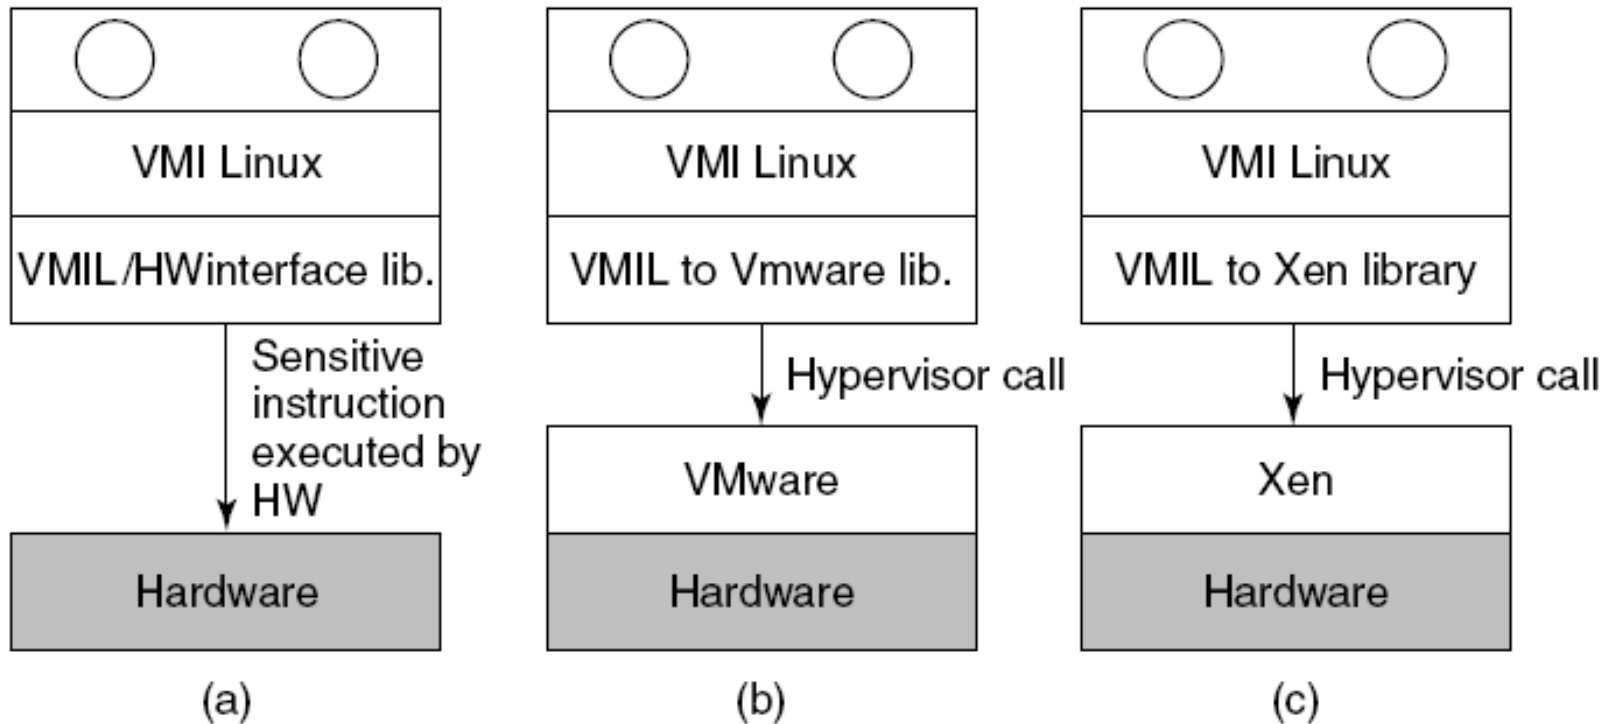 VMI Linux
VMIL/HWinterface lib.
Sensitive
instruction
executed by
HW
Hardware
(a)
VMI Linux
VMIL to Vmware lib.
Hypervisor call
VMware
Hardware
(b)
VMI Linux
VMIL to Xen library
Hypervisor call
Xen
Hardware
(c)